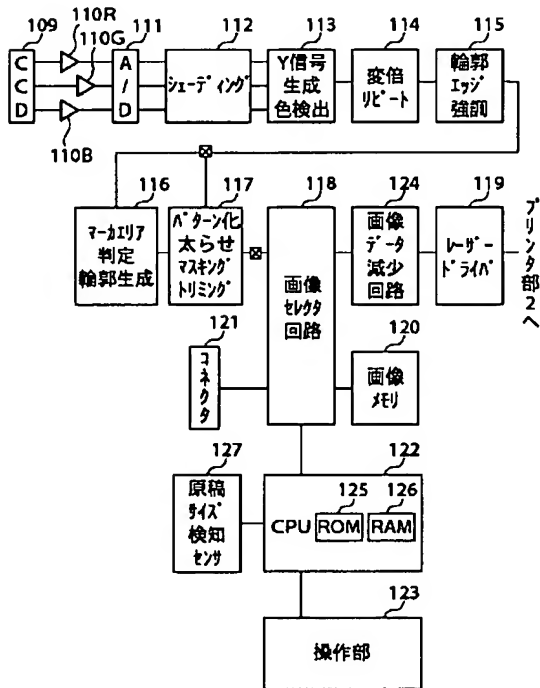 110R
109
110G
111
112
113
114
115
C
C
D
A
/
D
シェーディング
Y信号
生成
色検出
変倍
リピート
輪郭
エッジ
強調
110B
116
117
118
124
119
マーカエリア
判定
輪郭生成
パターン化
太らせ
マスキング
トリミング
画像
セレクタ
回路
画像
データ
減少
回路
レーザー
ドライバ
プリンタ部2へ
121
コネクタ
120
画像
メモリ
127
原稿
サイズ
検知
センサ
122
125
126
CPU
ROM
RAM
123
操作部